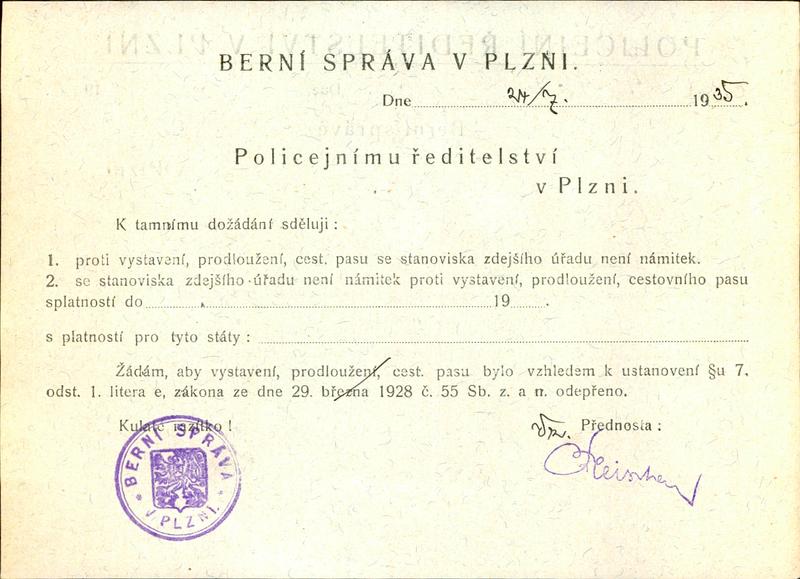 BERNÍ SPRÁVA V PLZNI.
Dne 24/7. 1935.
Policejnímu ředitelství
v Plzni.
K tamnímu dožádání sděluji :
1. proti vystavení, prodloužení, cest. pasu se stanoviska zdejšího úřadu není námitek.
2. se stanoviska zdejšího úřadu není námitek proti vystavení, prodloužení, cestovního pasu
splatností do 19 .
s platností pro tyto státy :
Žádám, aby vystavení, prodloužení, cest. pasu bylo vzhledem k ustanovení §u 7.
odst. 1. litera e, zákona ze dne 29. března 1928 č. 55 Sb. z. a n. odepřeno.
Kulaté razítko !
Přednosta :
BERNÍ SPRÁVA
V PLZNI.